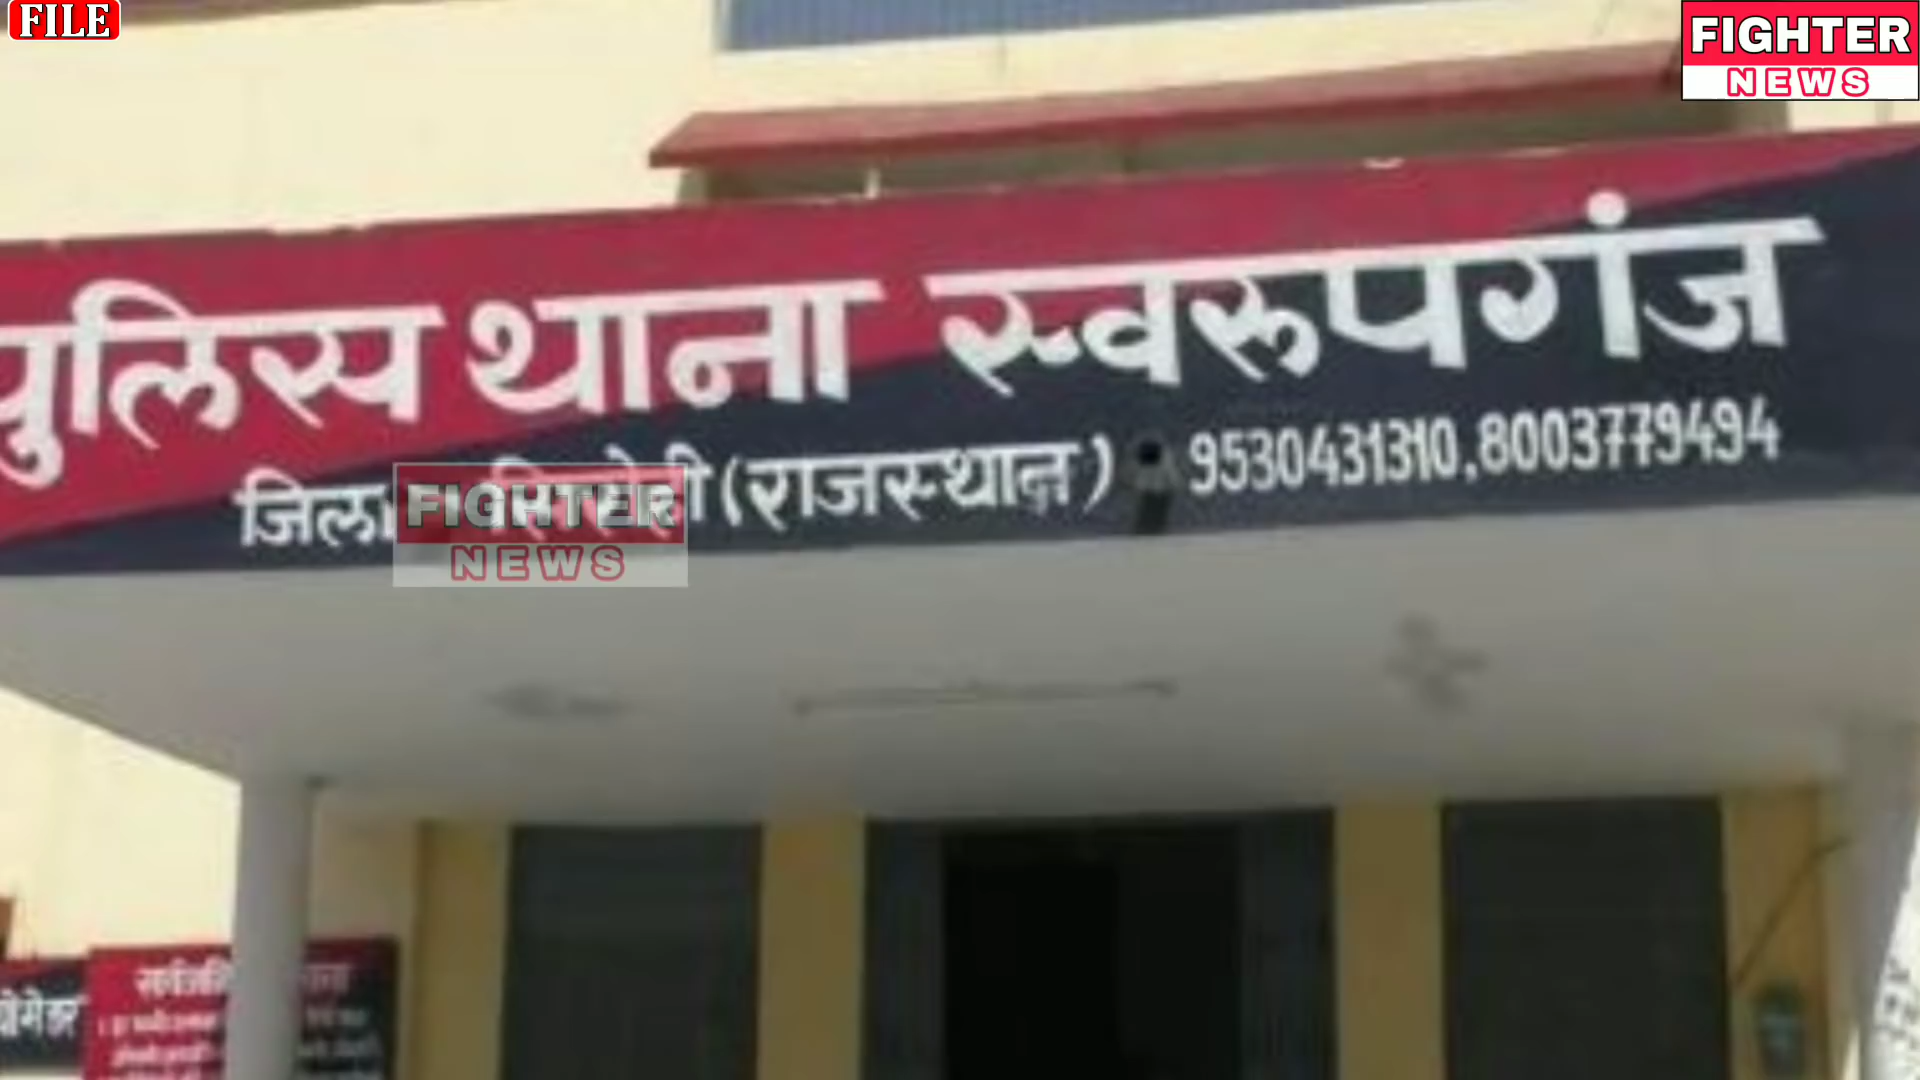 FILE
FIGHTER
NEWS
पुलिस थाना स्वरूपगंज
जिला सिरोही (राजस्थान) 9530431310,8003779494
FIGHTER
NEWS